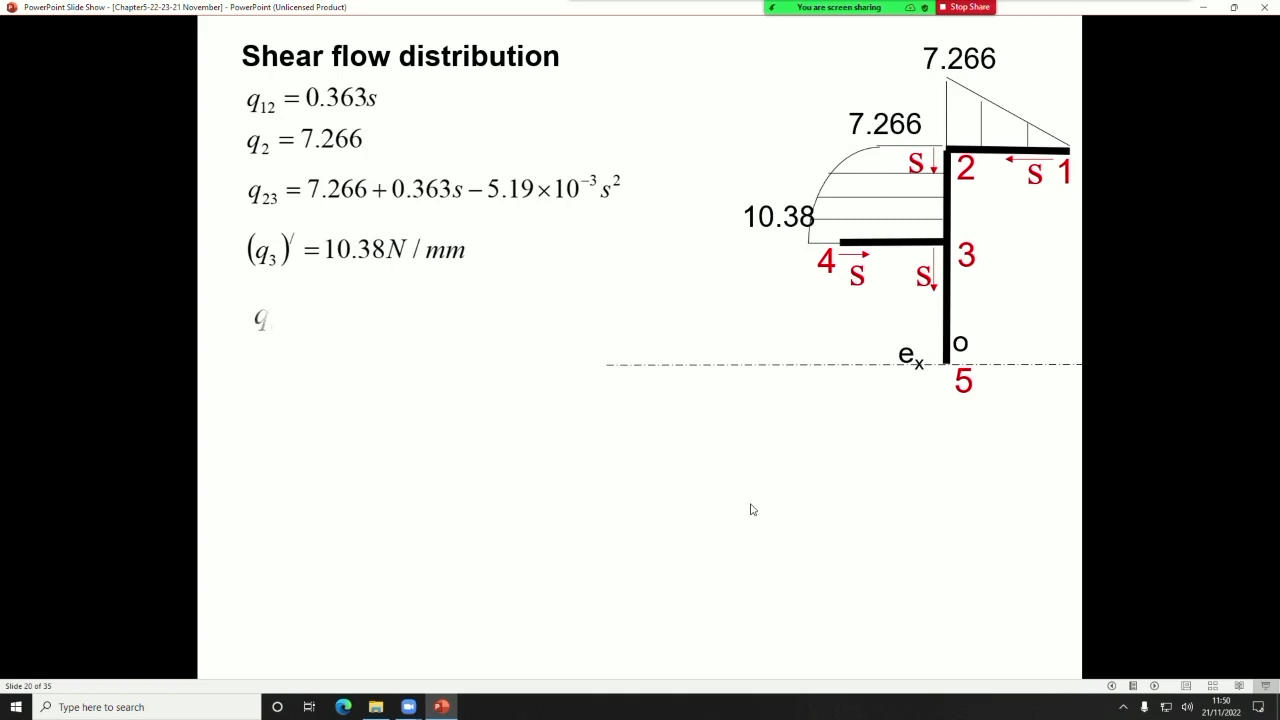 PowerPoint Slide Show - [Chapter5-22-23-21 November] - PowerPoint (Unlicensed Product)
You are screen sharing
Stop Share
Shear flow distribution
q₁₂ = 0.363s
q₂ = 7.266
q₂₃ = 7.266 + 0.363s − 5.19×10⁻³ s²
(q₃)′ = 10.38N / mm
q
7.266
7.266
s
2
s
1
10.38
4
s
s
3
eₓ
o
5
Slide 20 of 35
Type here to search
11:50
21/11/2022